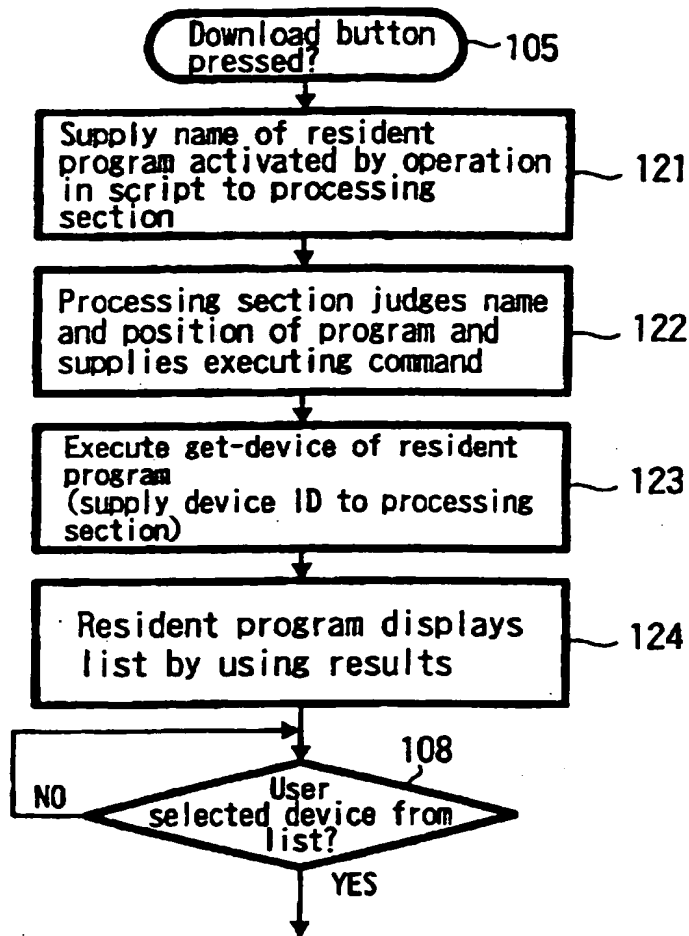 Download button
pressed?
105
Supply name of resident
program activated by operation
in script to processing
section
121
Processing section judges name
and position of program and
supplies executing command
122
Execute get-device of resident
program
(supply device ID to processing
section)
123
Resident program displays
list by using results
124
108
NO
User
selected device from
list?
YES